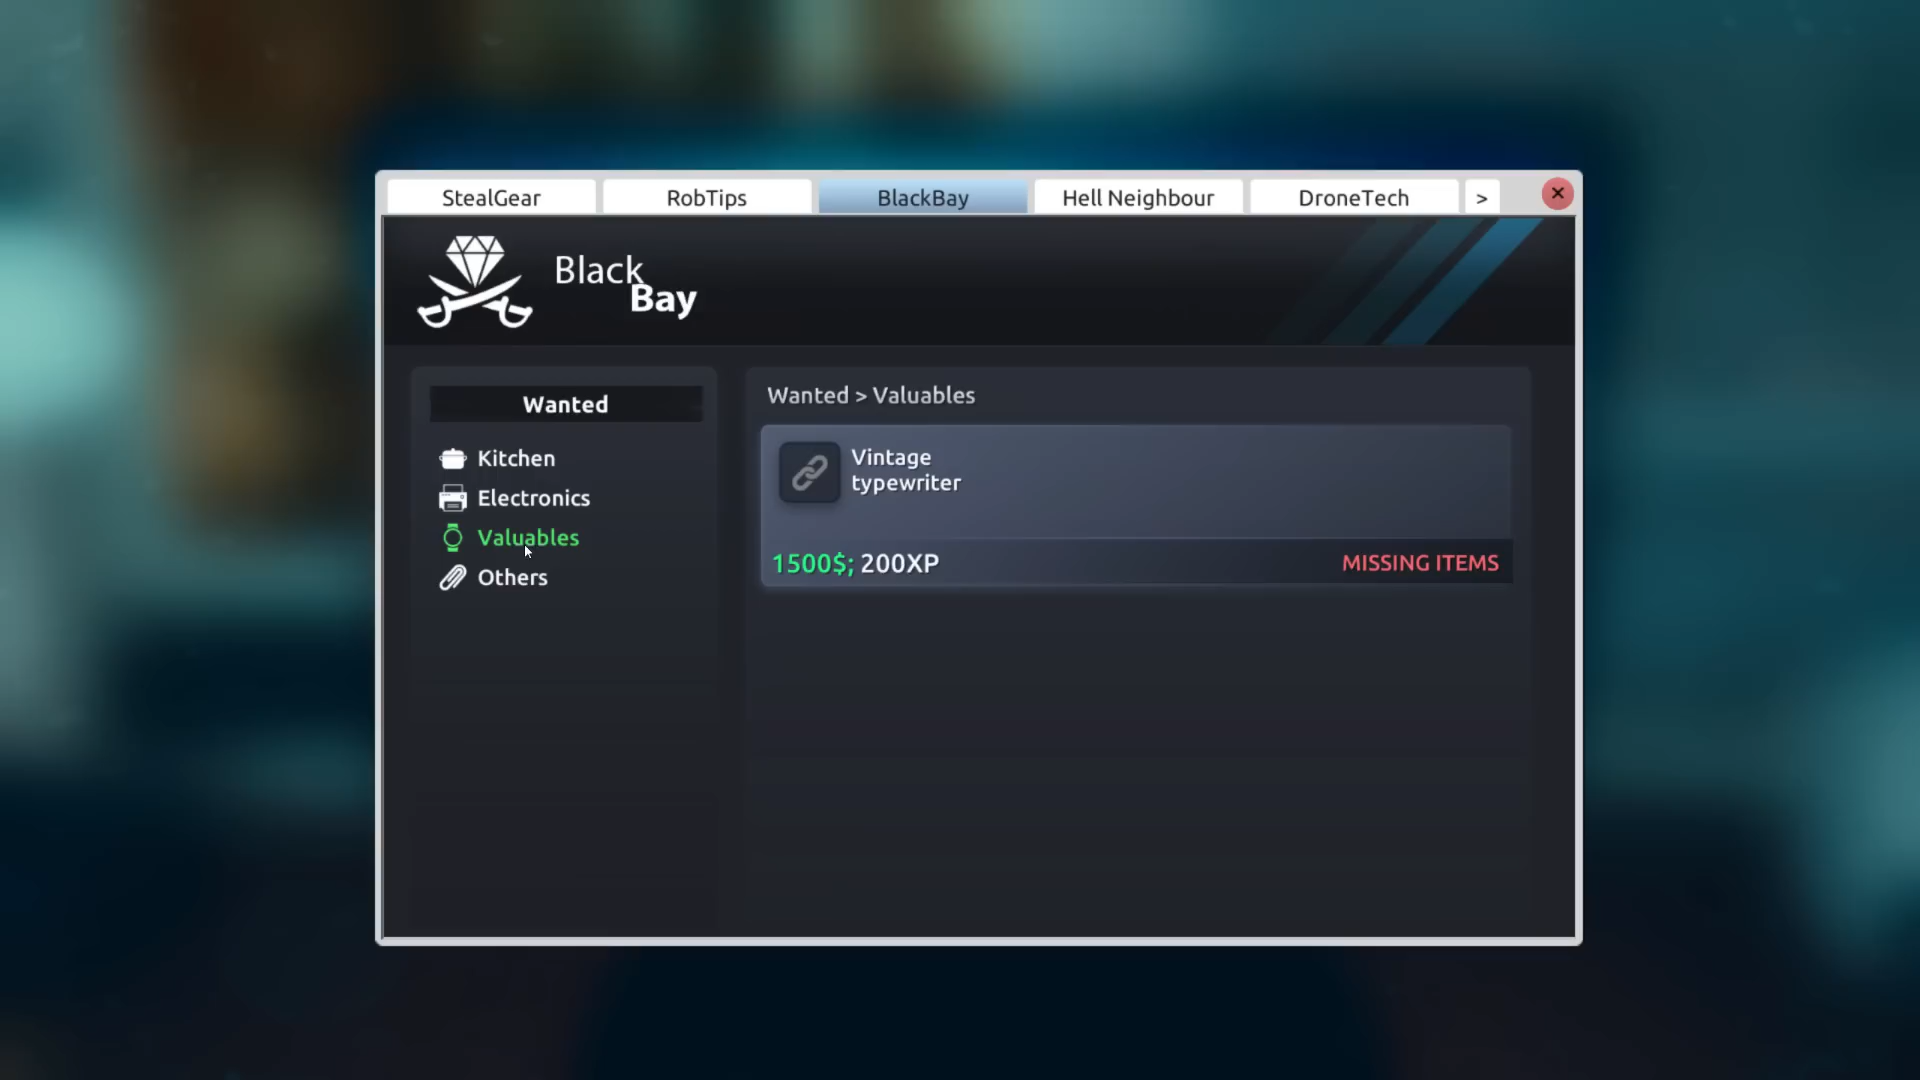 StealGear
RobTips
BlackBay
Hell Neighbour
DroneTech
>
Black
Bay
Wanted
Kitchen
Electronics
Valuables
Others
Wanted > Valuables
Vintage
typewriter
1500$; 200XP
MISSING ITEMS